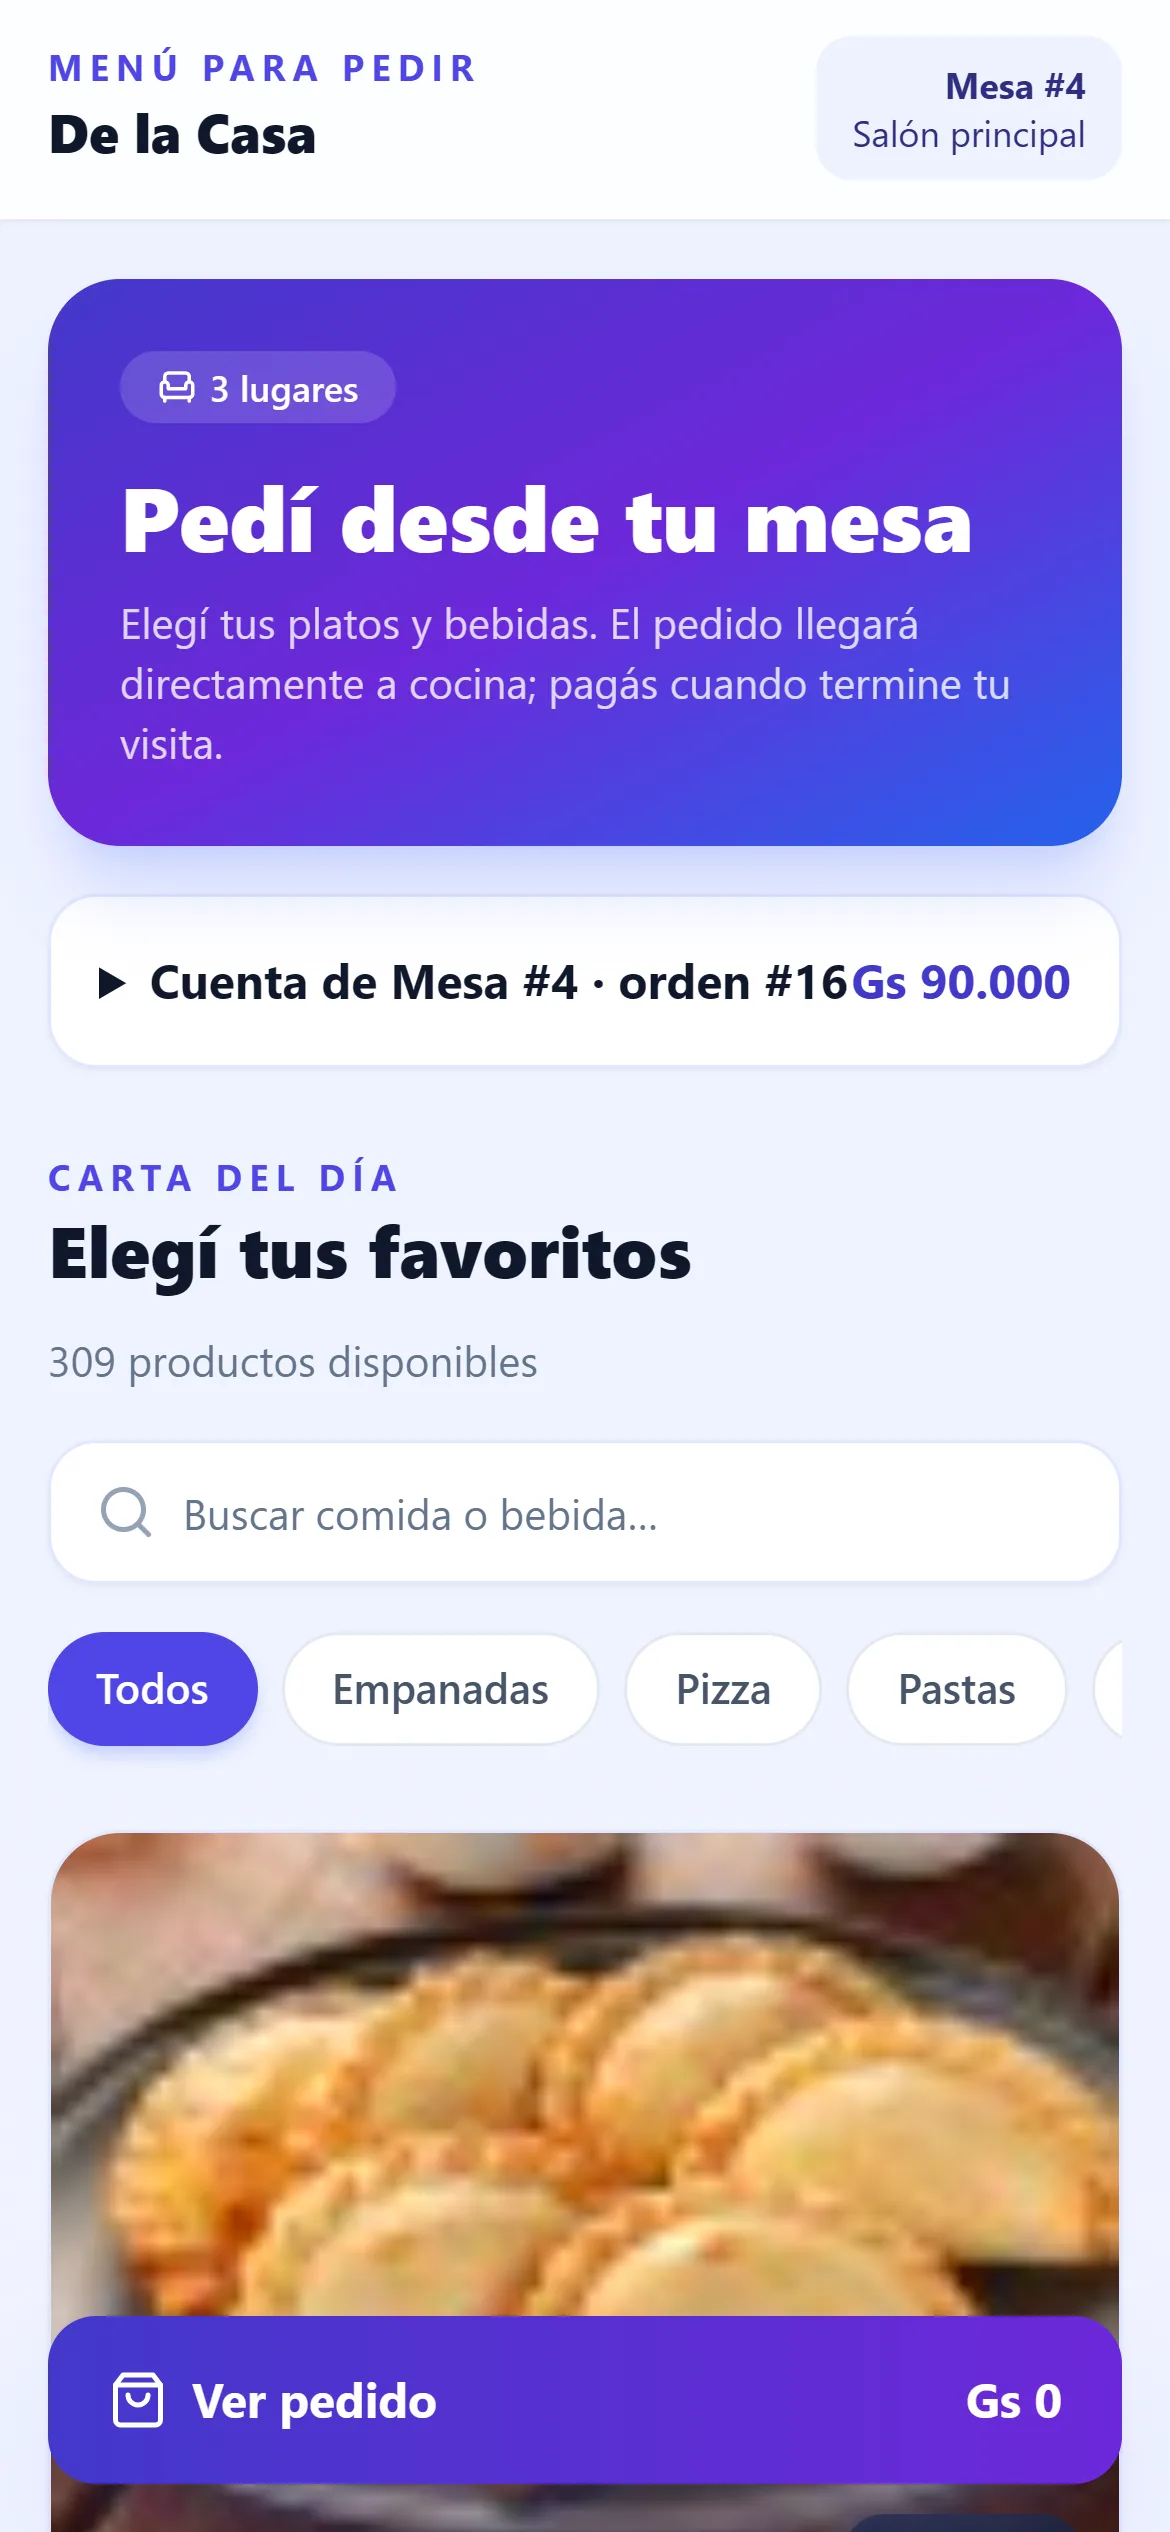 MENÚ PARA PEDIR
De la Casa
Mesa #4
Salón principal
3 lugares
Pedí desde tu mesa
Elegí tus platos y bebidas. El pedido llegará
directamente a cocina; pagás cuando termine tu
visita.
Cuenta de Mesa #4 · orden #16 Gs 90.000
CARTA DEL DÍA
Elegí tus favoritos
309 productos disponibles
Buscar comida o bebida...
Todos Empanadas Pizza Pastas
Ver pedido Gs 0